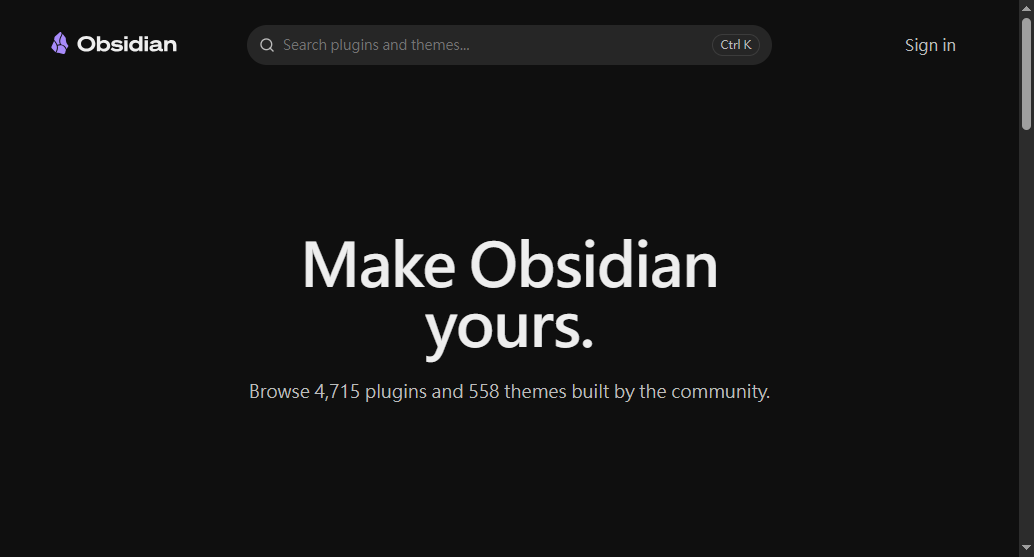 Obsidian
Search plugins and themes...
Ctrl K
Sign in
Make Obsidian
yours.
Browse 4,715 plugins and 558 themes built by the community.